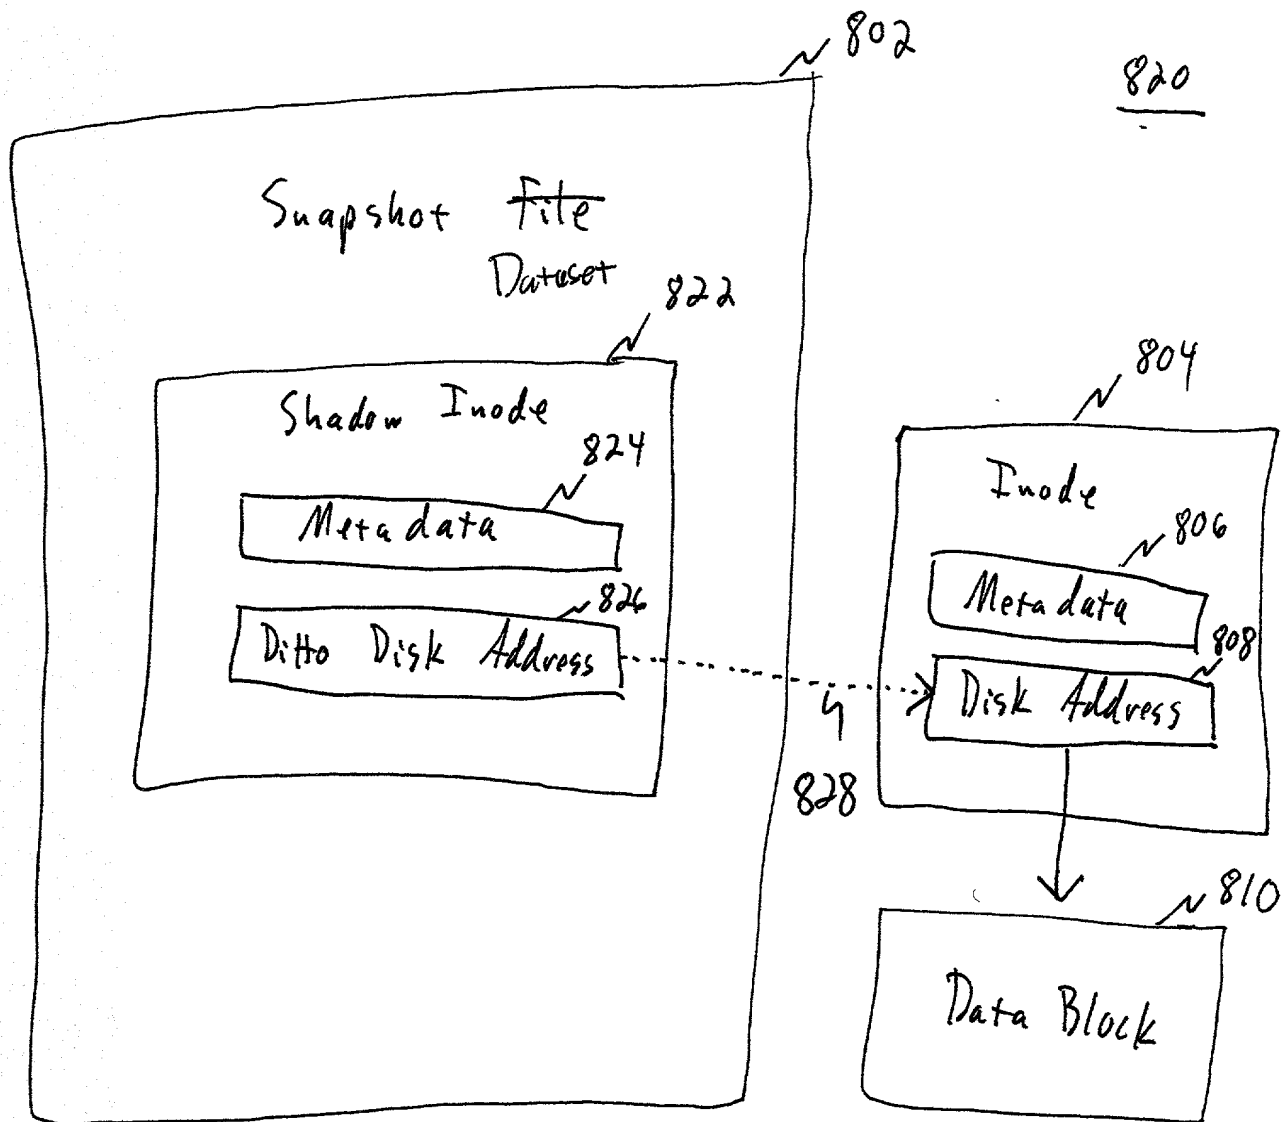 802
820
Snapshot File
Dataset
822
Shadow Inode
824
Metadata
826
Ditto Disk Address
828
804
Inode
806
Metadata
808
Disk Address
810
Data Block